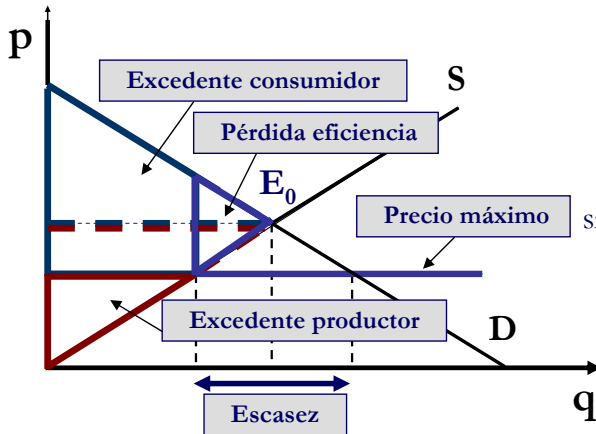 p
Excedente consumidor
S
Pérdida eficiencia
E₀
Precio máximo
Excedente productor
D
q
Escasez